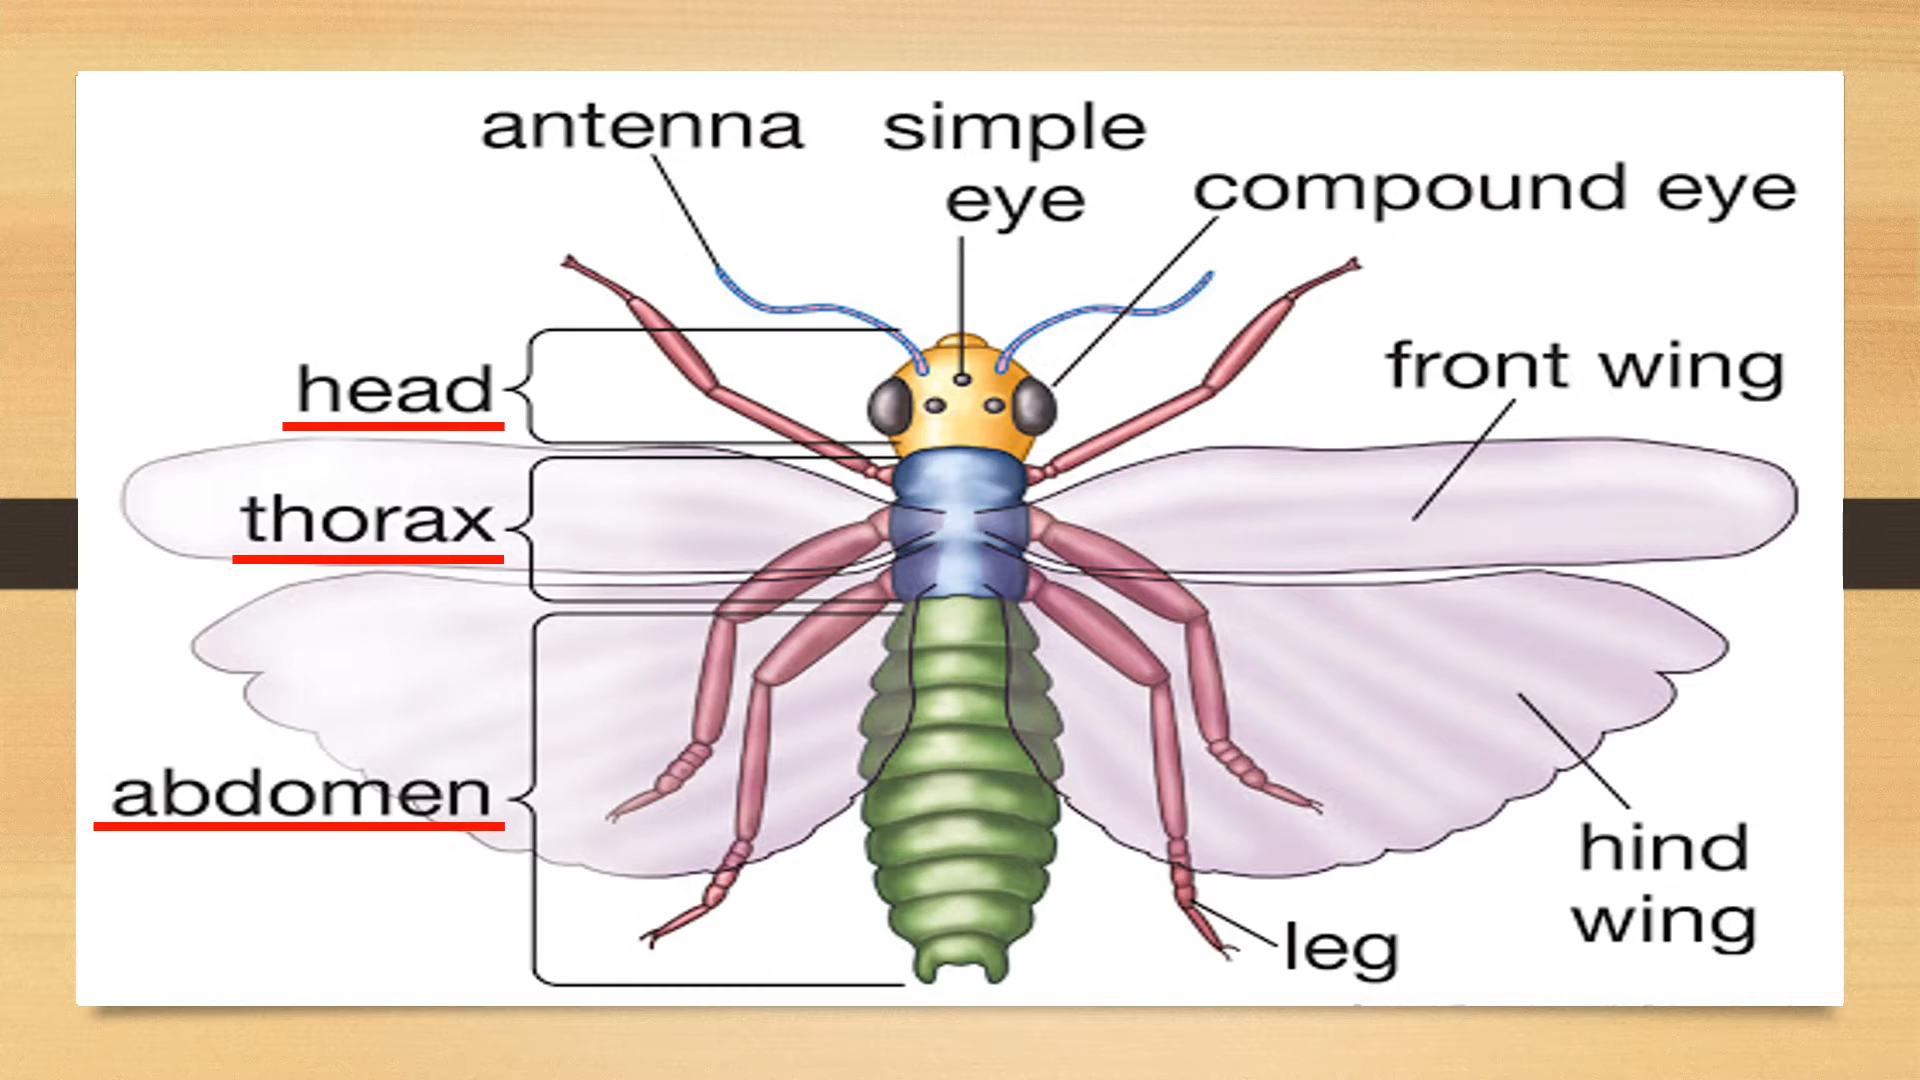 antenna
simple
eye
compound eye
head
front wing
thorax
abdomen
hind
wing
leg